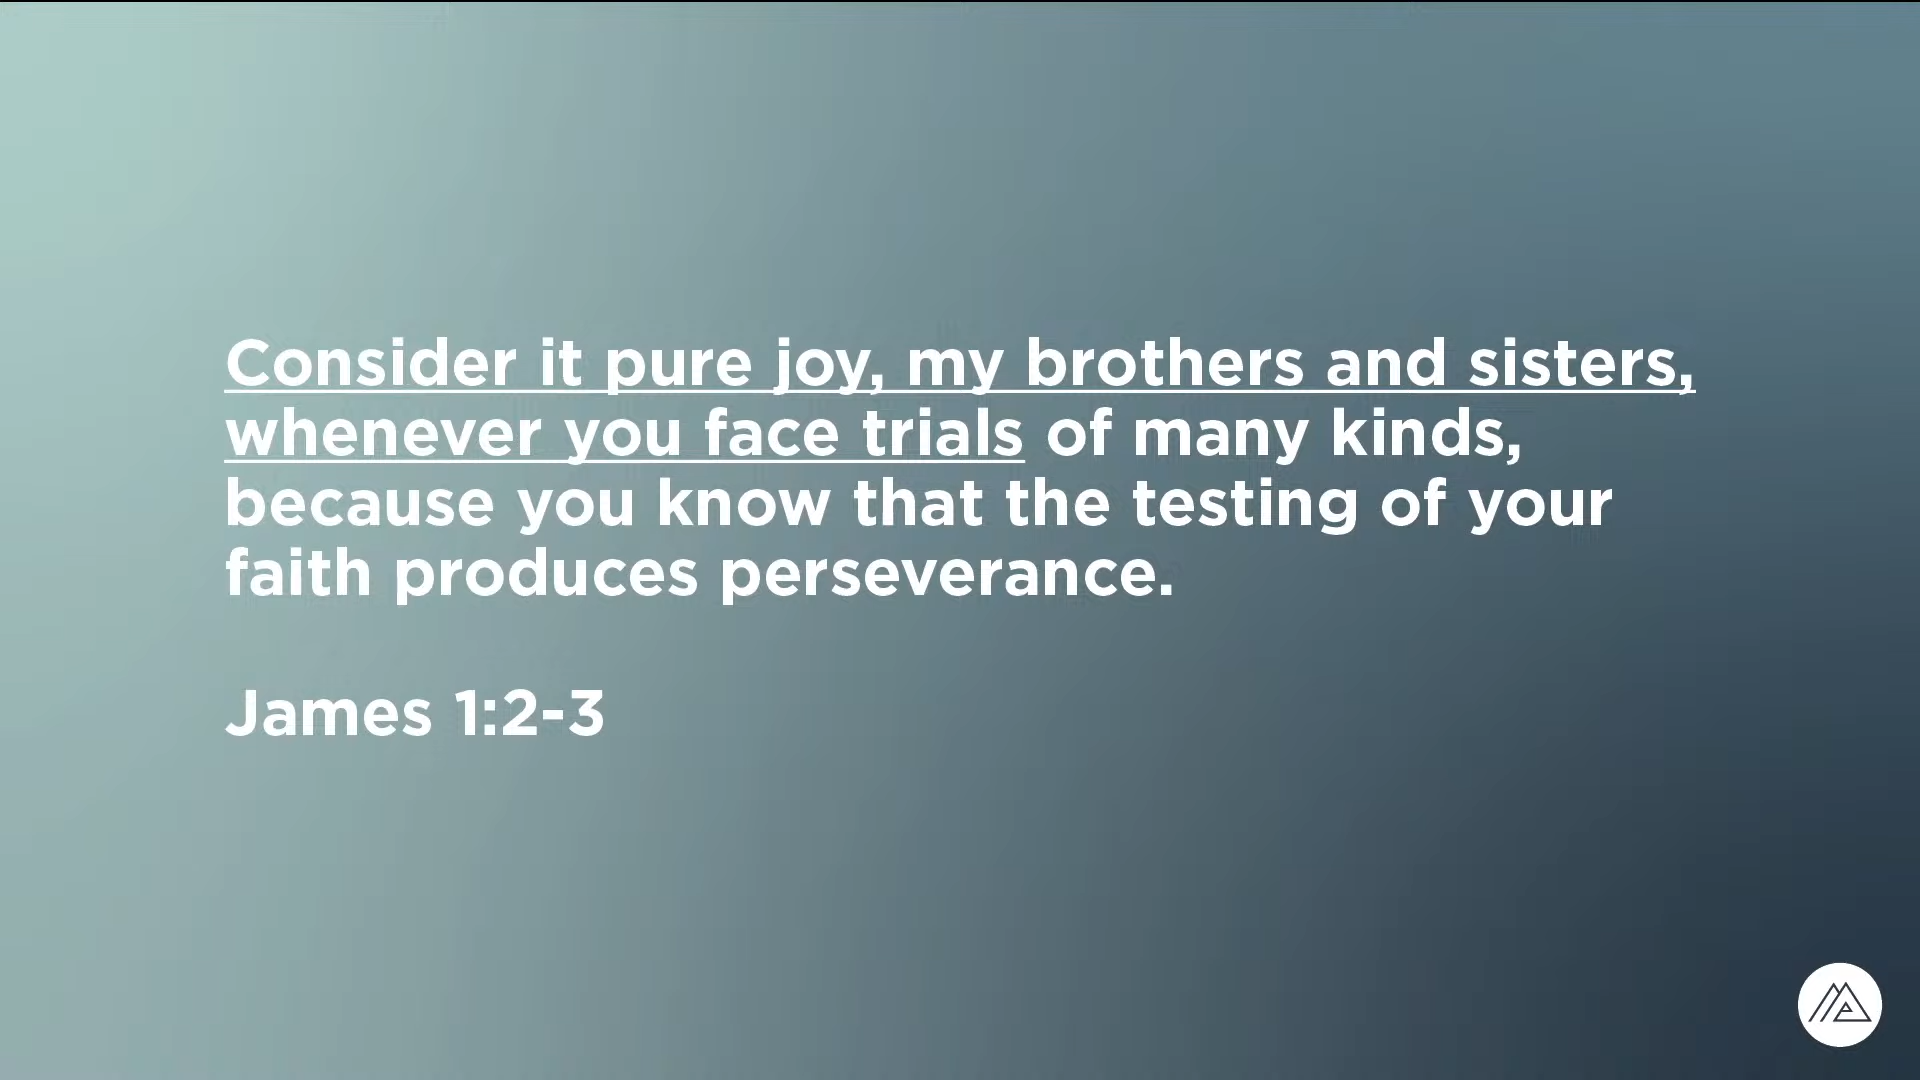 Consider it pure joy, my brothers and sisters,
whenever you face trials of many kinds,
because you know that the testing of your
faith produces perseverance.
James 1:2-3